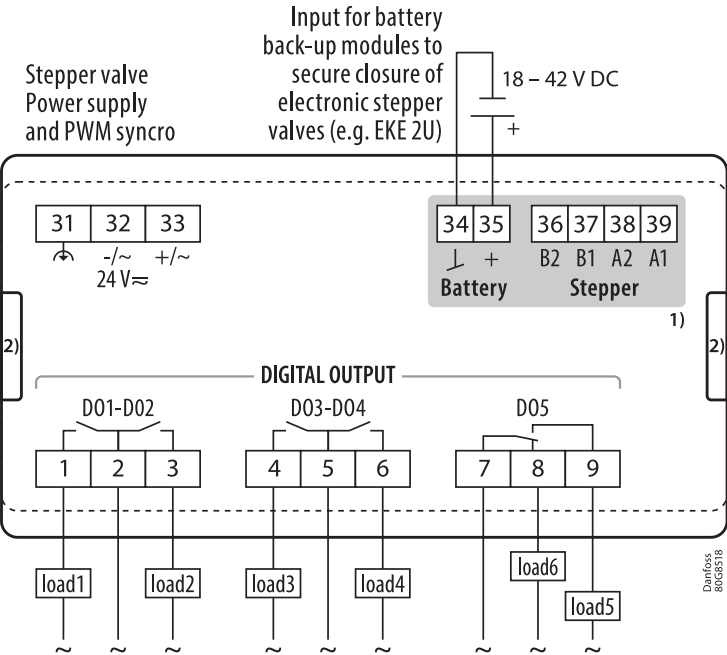 Input for battery
back-up modules to
secure closure of
electronic stepper
valves (e.g. EKE 2U)
18 – 42 V DC
+
Stepper valve
Power supply
and PWM syncro
31 32 33
-/~ +/~
24 V⎓
34 35 36 37 38 39
+ B2 B1 A2 A1
Battery Stepper
1)
2) 2)
DIGITAL OUTPUT
D01-D02 D03-D04 D05
1 2 3 4 5 6 7 8 9
load1 load2 load3 load4 load6
load5
~ ~ ~ ~ ~ ~ ~ ~ ~
Danfoss
80G8518